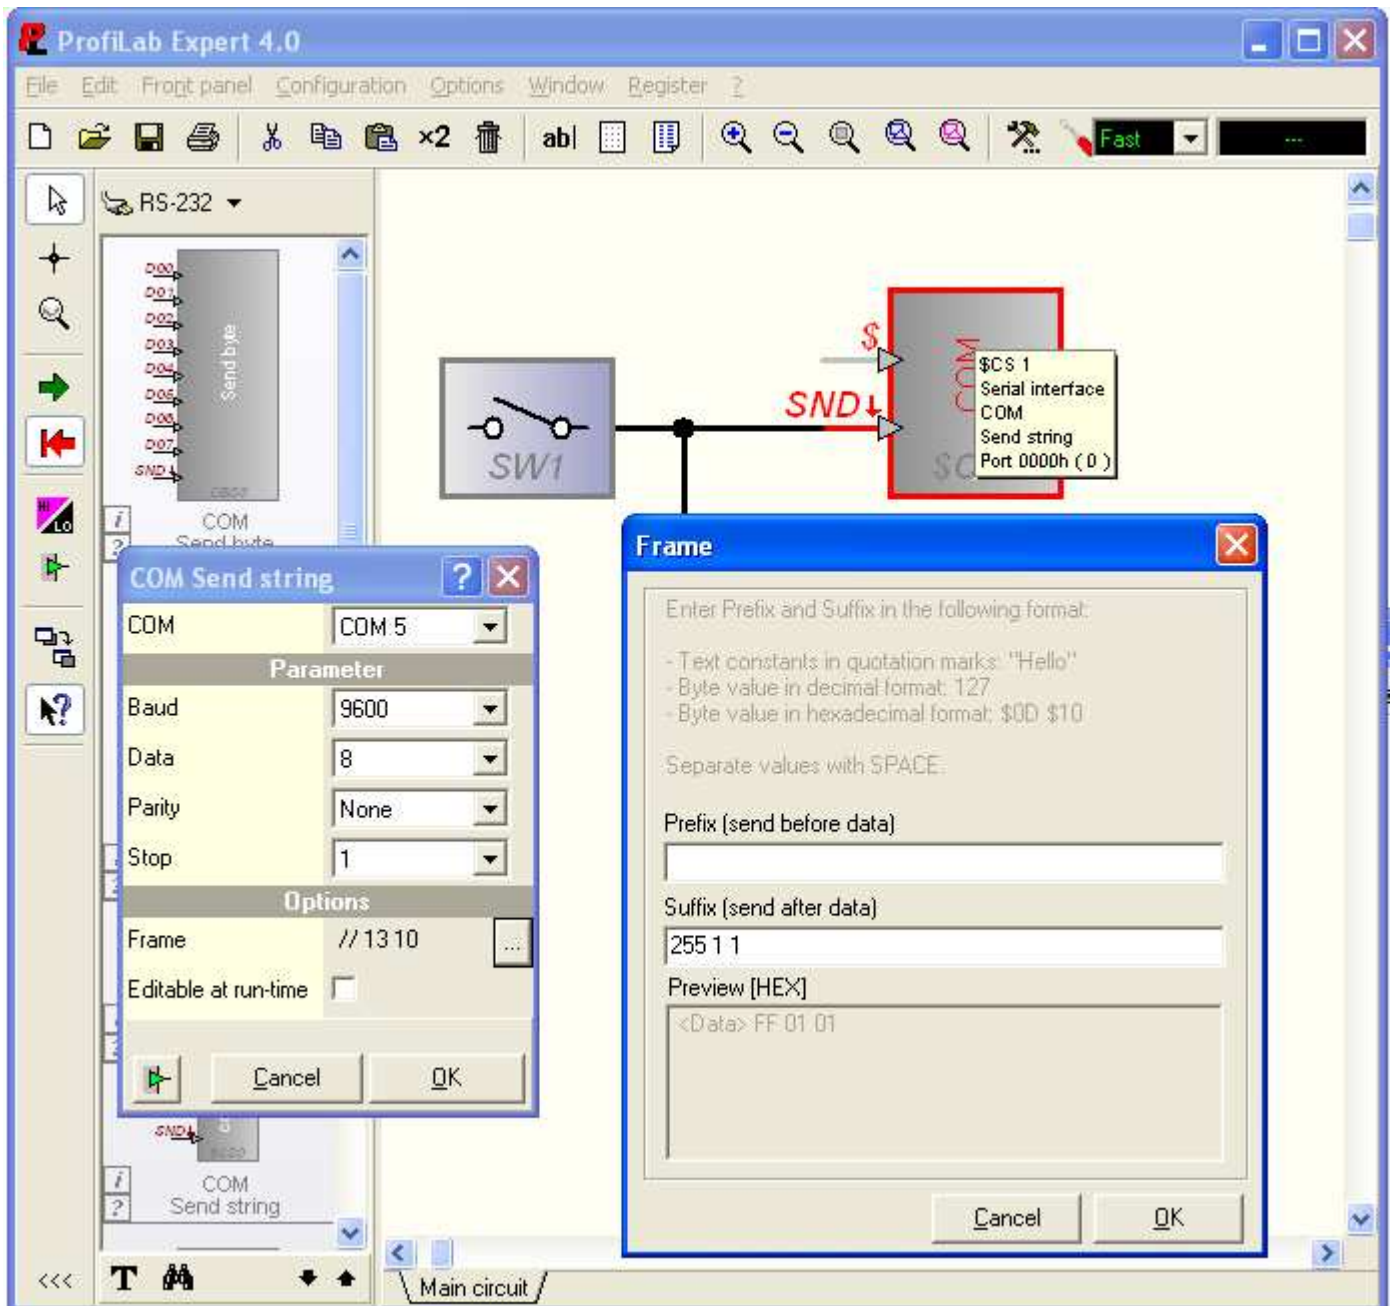 ProfiLab Expert 4.0
File Edit Front panel Configuration Options Window Register ?
×2 ab| Fast ---
RS-232
D00
D01
D02
D03
D04
D05
D06
D07
SND
Send byte
COM
Send byte
i
?
HI
LO
$
SND
SW1
COM
$CS 1
Serial interface
COM
Send string
Port 0000h ( 0 )
COM Send string ?
COM COM 5
Parameter
Baud 9600
Data 8
Parity None
Stop 1
Options
Frame // 13 10 ...
Editable at run-time
Cancel OK
SND
i
?
COM
Send string
Frame
Enter Prefix and Suffix in the following format:
- Text constants in quotation marks: "Hello"
- Byte value in decimal format: 127
- Byte value in hexadecimal format: $0D $10
Separate values with SPACE.
Prefix (send before data)
Suffix (send after data)
255 1 1
Preview [HEX]
<Data> FF 01 01
Cancel OK
<<< T
Main circuit